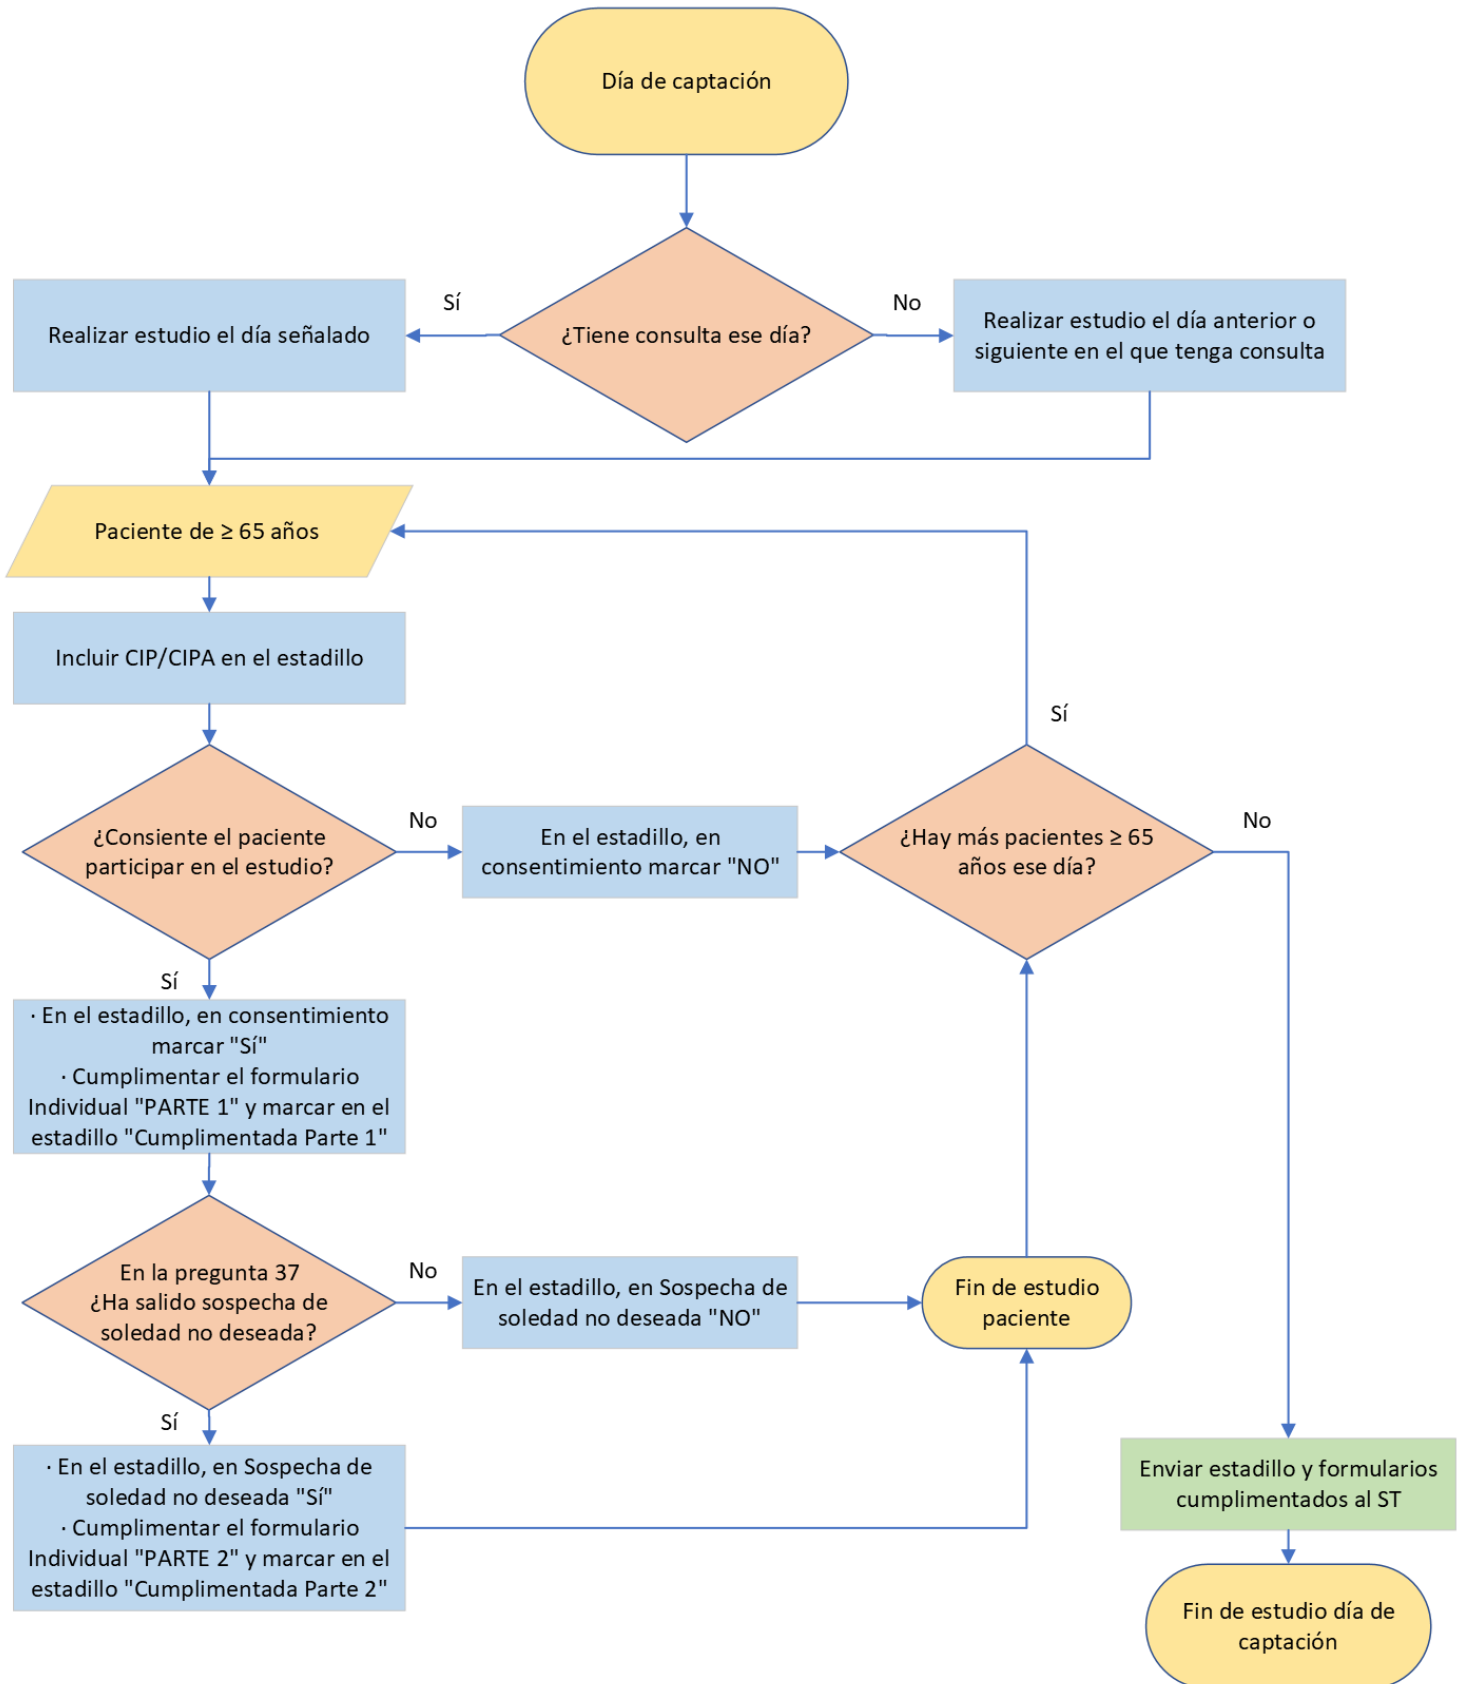 Día de captación
Sí
No
Realizar estudio el día señalado
¿Tiene consulta ese día?
Realizar estudio el día anterior o
siguiente en el que tenga consulta
Paciente de ≥ 65 años
Incluir CIP/CIPA en el estadillo
Sí
¿Consiente el paciente
participar en el estudio?
No
En el estadillo, en
consentimiento marcar "NO"
¿Hay más pacientes ≥ 65
años ese día?
No
Sí
· En el estadillo, en consentimiento
marcar "Sí"
· Cumplimentar el formulario
Individual "PARTE 1" y marcar en el
estadillo "Cumplimentada Parte 1"
En la pregunta 37
¿Ha salido sospecha de
soledad no deseada?
No
En el estadillo, en Sospecha de
soledad no deseada "NO"
Fin de estudio
paciente
Sí
· En el estadillo, en Sospecha de
soledad no deseada "Sí"
· Cumplimentar el formulario
Individual "PARTE 2" y marcar en el
estadillo "Cumplimentada Parte 2"
Enviar estadillo y formularios
cumplimentados al ST
Fin de estudio día de
captación